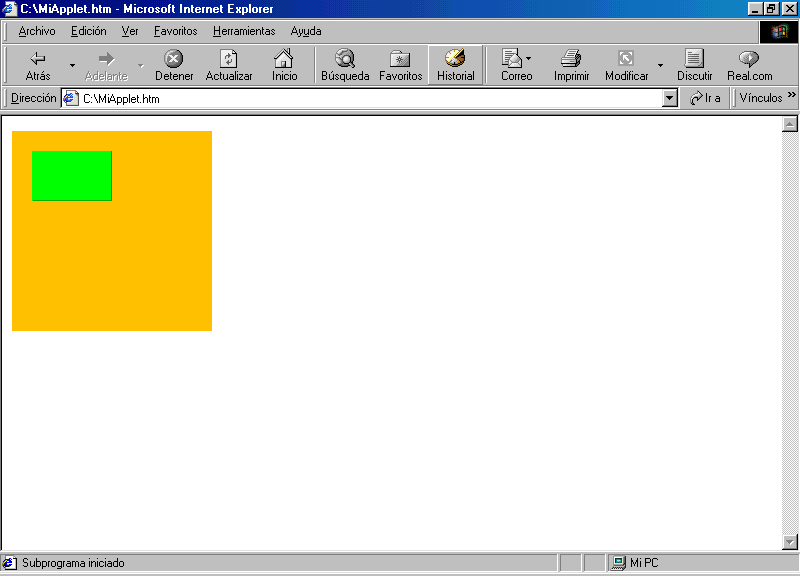 C:\MiApplet.htm - Microsoft Internet Explorer
Archivo Edición Ver Favoritos Herramientas Ayuda
Atrás Adelante Detener Actualizar Inicio Búsqueda Favoritos Historial Correo Imprimir Modificar Discutir Real.com
Dirección C:\MiApplet.htm Ir a Vínculos »
Subprograma iniciado Mi PC